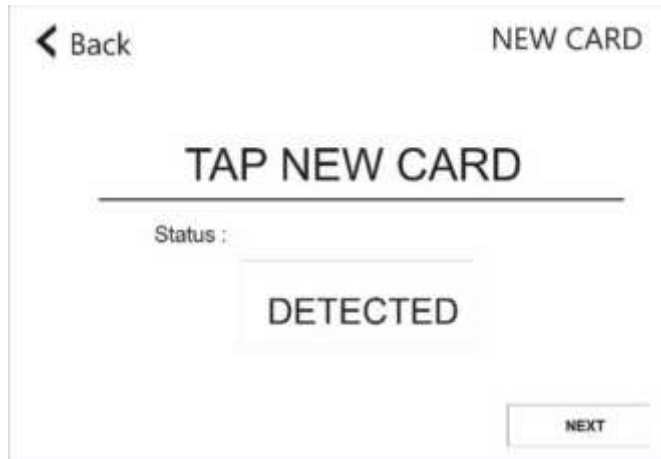 Back
NEW CARD
TAP NEW CARD
Status :
DETECTED
NEXT